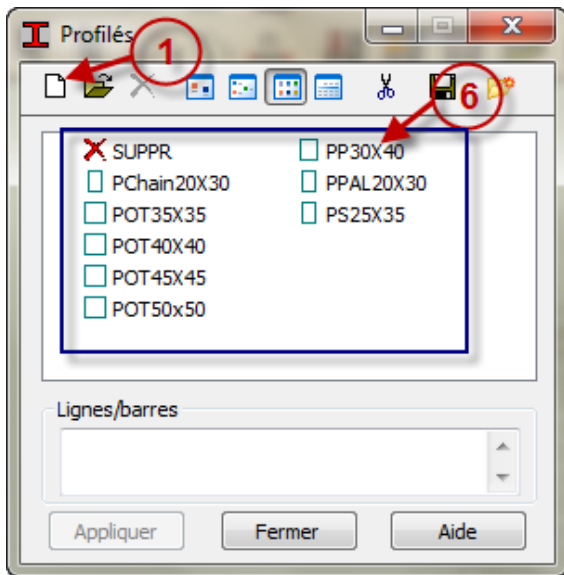 Profilés
1
6
SUPPR
PP30X40
PChain20X30
PPAL20X30
POT35X35
PS25X35
POT40X40
POT45X45
POT50x50
Lignes/barres
Appliquer
Fermer
Aide